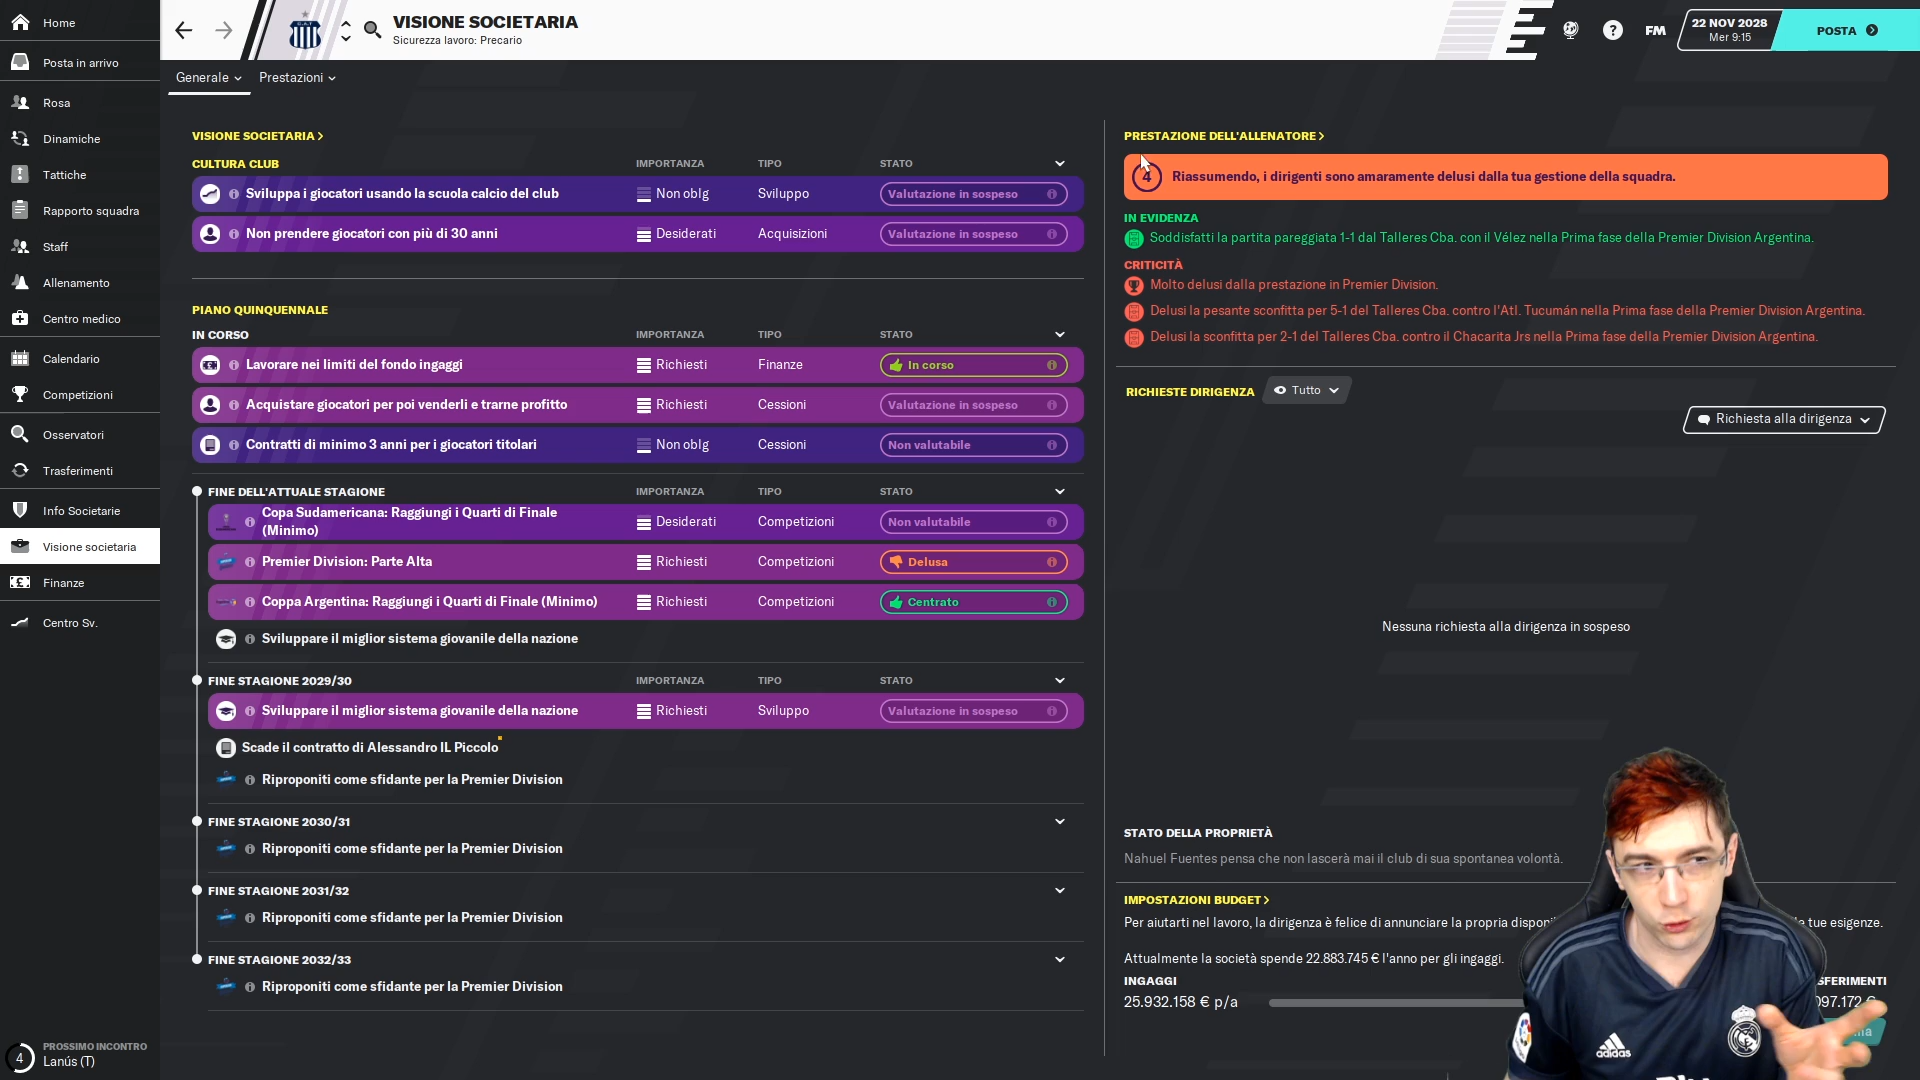 Home
Posta in arrivo
Rosa
Dinamiche
Tattiche
Rapporto squadra
Staff
Allenamento
Centro medico
Calendario
Competizioni
Osservatori
Trasferimenti
Info Societarie
Visione societaria
Finanze
Centro Sv.
4
PROSSIMO INCONTRO
Lanús (T)
VISIONE SOCIETARIA
Sicurezza lavoro: Precario
?
FM
22 NOV 2028
Mer 9:15
POSTA
Generale
Prestazioni
VISIONE SOCIETARIA
CULTURA CLUB IMPORTANZA TIPO STATO
Sviluppa i giocatori usando la scuola calcio del club Non oblg Sviluppo Valutazione in sospeso
Non prendere giocatori con più di 30 anni Desiderati Acquisizioni Valutazione in sospeso
PIANO QUINQUENNALE
IN CORSO IMPORTANZA TIPO STATO
Lavorare nei limiti del fondo ingaggi Richiesti Finanze In corso
Acquistare giocatori per poi venderli e trarne profitto Richiesti Cessioni Valutazione in sospeso
Contratti di minimo 3 anni per i giocatori titolari Non oblg Cessioni Non valutabile
FINE DELL'ATTUALE STAGIONE IMPORTANZA TIPO STATO
Copa Sudamericana: Raggiungi i Quarti di Finale
(Minimo) Desiderati Competizioni Non valutabile
Premier Division: Parte Alta Richiesti Competizioni Delusa
Coppa Argentina: Raggiungi i Quarti di Finale (Minimo) Richiesti Competizioni Centrato
Sviluppare il miglior sistema giovanile della nazione
FINE STAGIONE 2029/30 IMPORTANZA TIPO STATO
Sviluppare il miglior sistema giovanile della nazione Richiesti Sviluppo Valutazione in sospeso
Scade il contratto di Alessandro IL Piccolo
Riproponiti come sfidante per la Premier Division
FINE STAGIONE 2030/31
Riproponiti come sfidante per la Premier Division
FINE STAGIONE 2031/32
Riproponiti come sfidante per la Premier Division
FINE STAGIONE 2032/33
Riproponiti come sfidante per la Premier Division
PRESTAZIONE DELL'ALLENATORE
4 Riassumendo, i dirigenti sono amaramente delusi dalla tua gestione della squadra.
IN EVIDENZA
Soddisfatti la partita pareggiata 1-1 dal Talleres Cba. con il Vélez nella Prima fase della Premier Division Argentina.
CRITICITÀ
Molto delusi dalla prestazione in Premier Division.
Delusi la pesante sconfitta per 5-1 del Talleres Cba. contro l'Atl. Tucumán nella Prima fase della Premier Division Argentina.
Delusi la sconfitta per 2-1 del Talleres Cba. contro il Chacarita Jrs nella Prima fase della Premier Division Argentina.
RICHIESTE DIRIGENZA Tutto
Richiesta alla dirigenza
Nessuna richiesta alla dirigenza in sospeso
STATO DELLA PROPRIETÀ
Nahuel Fuentes pensa che non lascerà mai il club di sua spontanea volontà.
IMPOSTAZIONI BUDGET
Per aiutarti nel lavoro, la dirigenza è felice di annunciare la propria tue esigenze.
Attualmente la società spende 22.883.745 € l'anno per gli ingaggi.
INGAGGI
25.932.158 € p/a
adidas